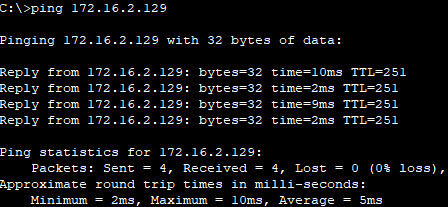 C:\>ping 172.16.2.129
Pinging 172.16.2.129 with 32 bytes of data:
Reply from 172.16.2.129: bytes=32 time=10ms TTL=251
Reply from 172.16.2.129: bytes=32 time=2ms TTL=251
Reply from 172.16.2.129: bytes=32 time=9ms TTL=251
Reply from 172.16.2.129: bytes=32 time=2ms TTL=251
Ping statistics for 172.16.2.129:
Packets: Sent = 4, Received = 4, Lost = 0 (0% loss),
Approximate round trip times in milli-seconds:
Minimum = 2ms, Maximum = 10ms, Average = 5ms